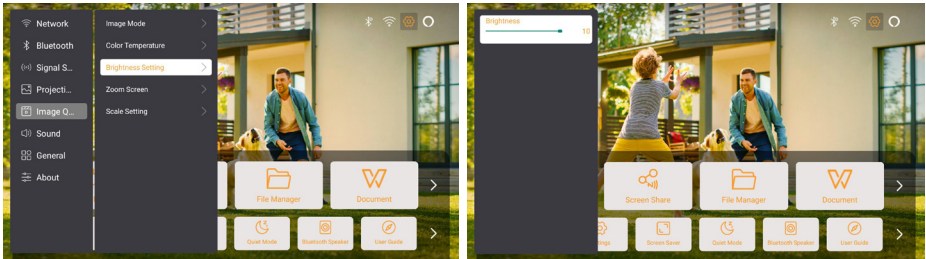 Network
Bluetooth
Signal S...
Projecti...
Image Q...
Sound
General
About
Image Mode
Color Temperature
Brightness Setting
Zoom Screen
Scale Setting
File Manager
Document
Quiet Mode
Bluetooth Speaker
User Guide
Brightness
10
Screen Share
File Manager
Document
Screen Saver
Quiet Mode
Bluetooth Speaker
User Guide